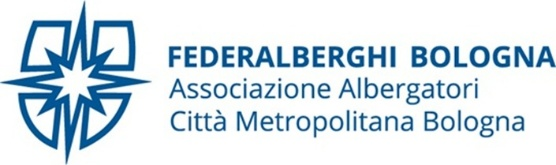 FEDERALBERGHI BOLOGNA
Associazione Albergatori
Città Metropolitana Bologna